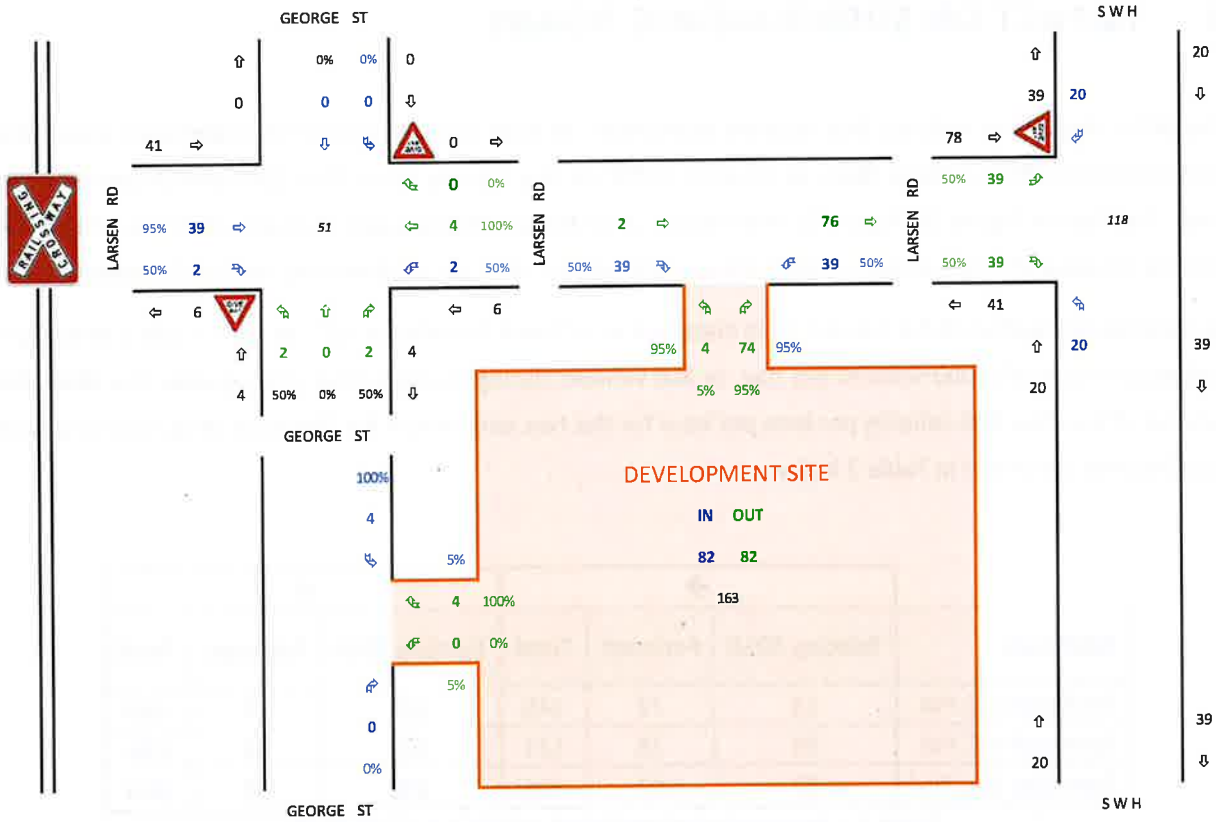 GEORGE ST
S W H
0% 0% 0
20
0 0 0
39 20
41 0
78
0 0%
50% 39
LARSEN RD
95% 39 51 4 100%
LARSEN RD
2 76
LARSEN RD
118
RAILWAY CROSSING
50% 2 2 50%
50% 39 39 50%
50% 39
6 6 41
2 0 2 4
95% 4 74 95%
20 39
4 50% 0% 50%
5% 95%
20
GEORGE ST
100%
DEVELOPMENT SITE
4
IN OUT
5%
82 82
4 100%
163
0 0%
5%
0
39
0%
20
GEORGE ST
S W H